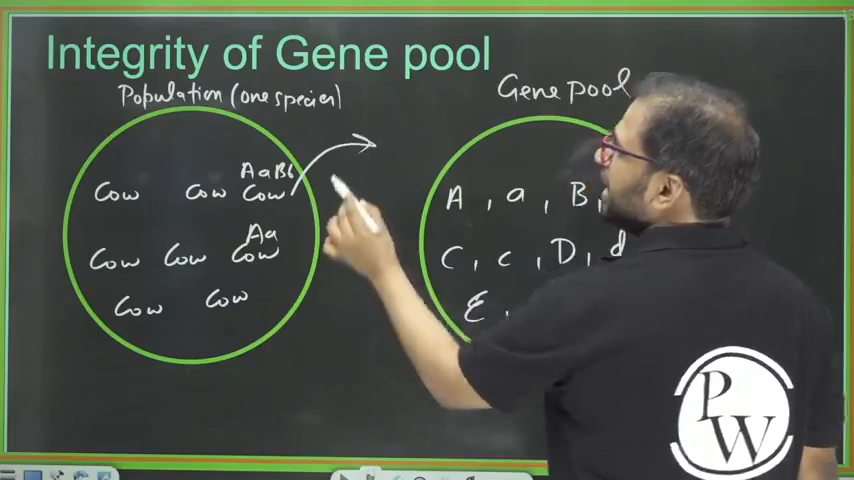 Integrity of Gene pool
Population (one species)
Gene pool
AaBb
Cow Cow Cow
Aa
Cow Cow Cow
Cow Cow
A, a, B,
C, c, D, d
E,
PW